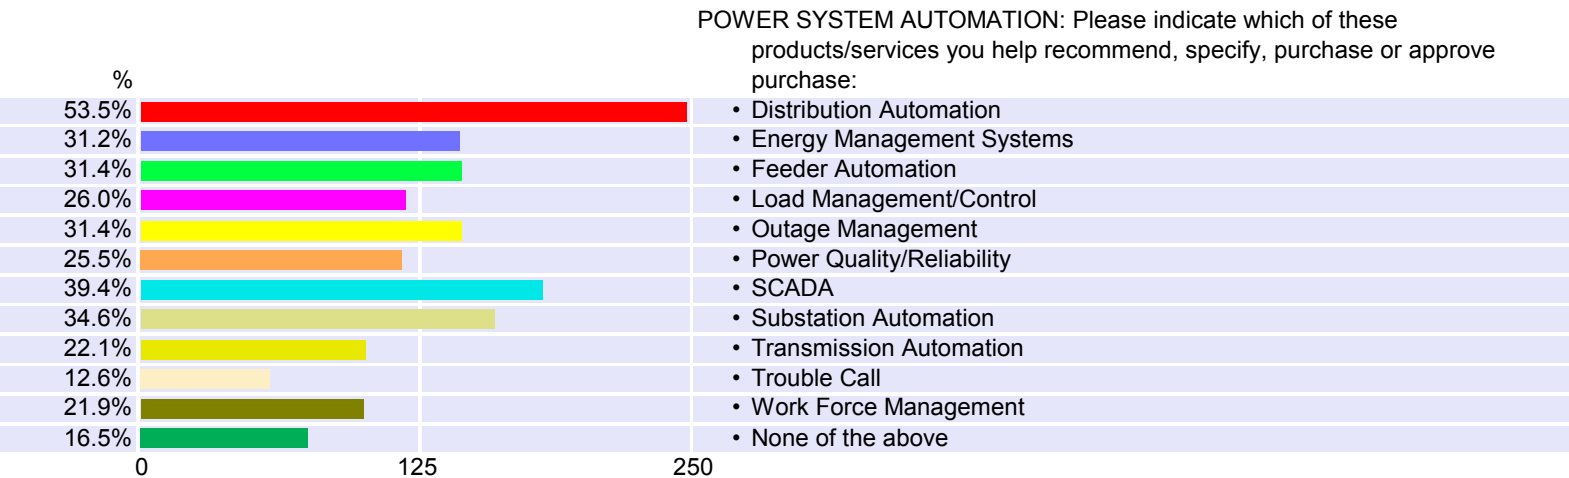 POWER SYSTEM AUTOMATION: Please indicate which of these
products/services you help recommend, specify, purchase or approve
% purchase:
53.5% • Distribution Automation
31.2% • Energy Management Systems
31.4% • Feeder Automation
26.0% • Load Management/Control
31.4% • Outage Management
25.5% • Power Quality/Reliability
39.4% • SCADA
34.6% • Substation Automation
22.1% • Transmission Automation
12.6% • Trouble Call
21.9% • Work Force Management
16.5% • None of the above
0 125 250